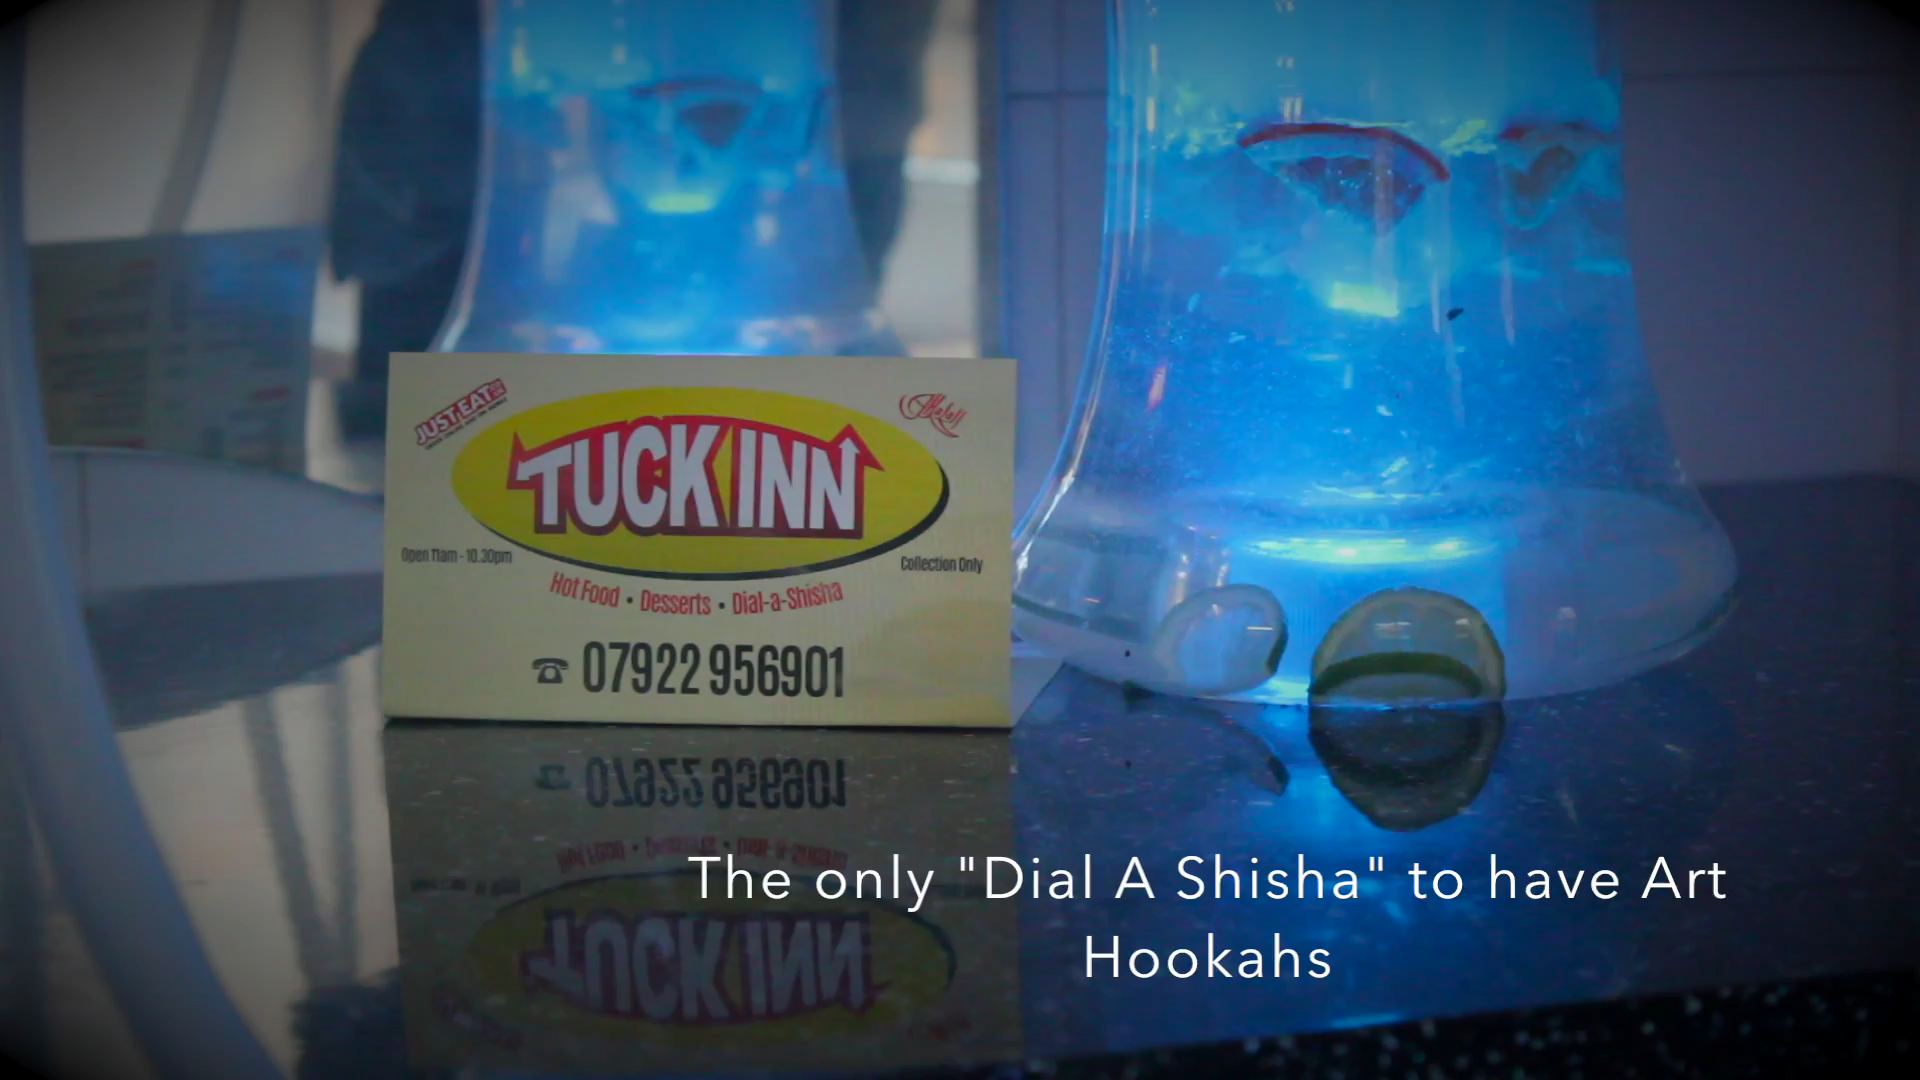 JUST EAT
Halal
TUCK INN
Open 11am - 10.30pm
Collection Only
Hot Food • Desserts • Dial-a-Shisha
☎ 07922 956901
The only "Dial A Shisha" to have Art
Hookahs